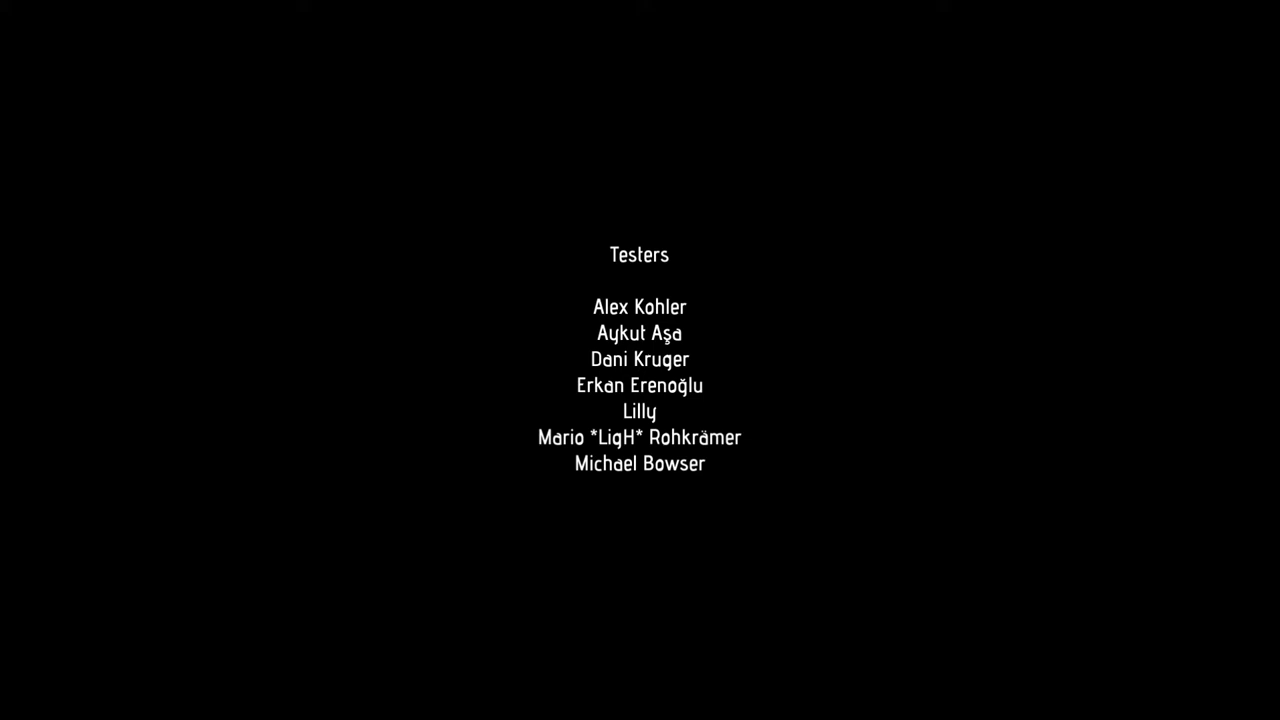 Testers
Alex Kohler
Aykut Aşa
Dani Kruger
Erkan Erenoğlu
Lilly
Mario *LigH* Rohkrämer
Michael Bowser